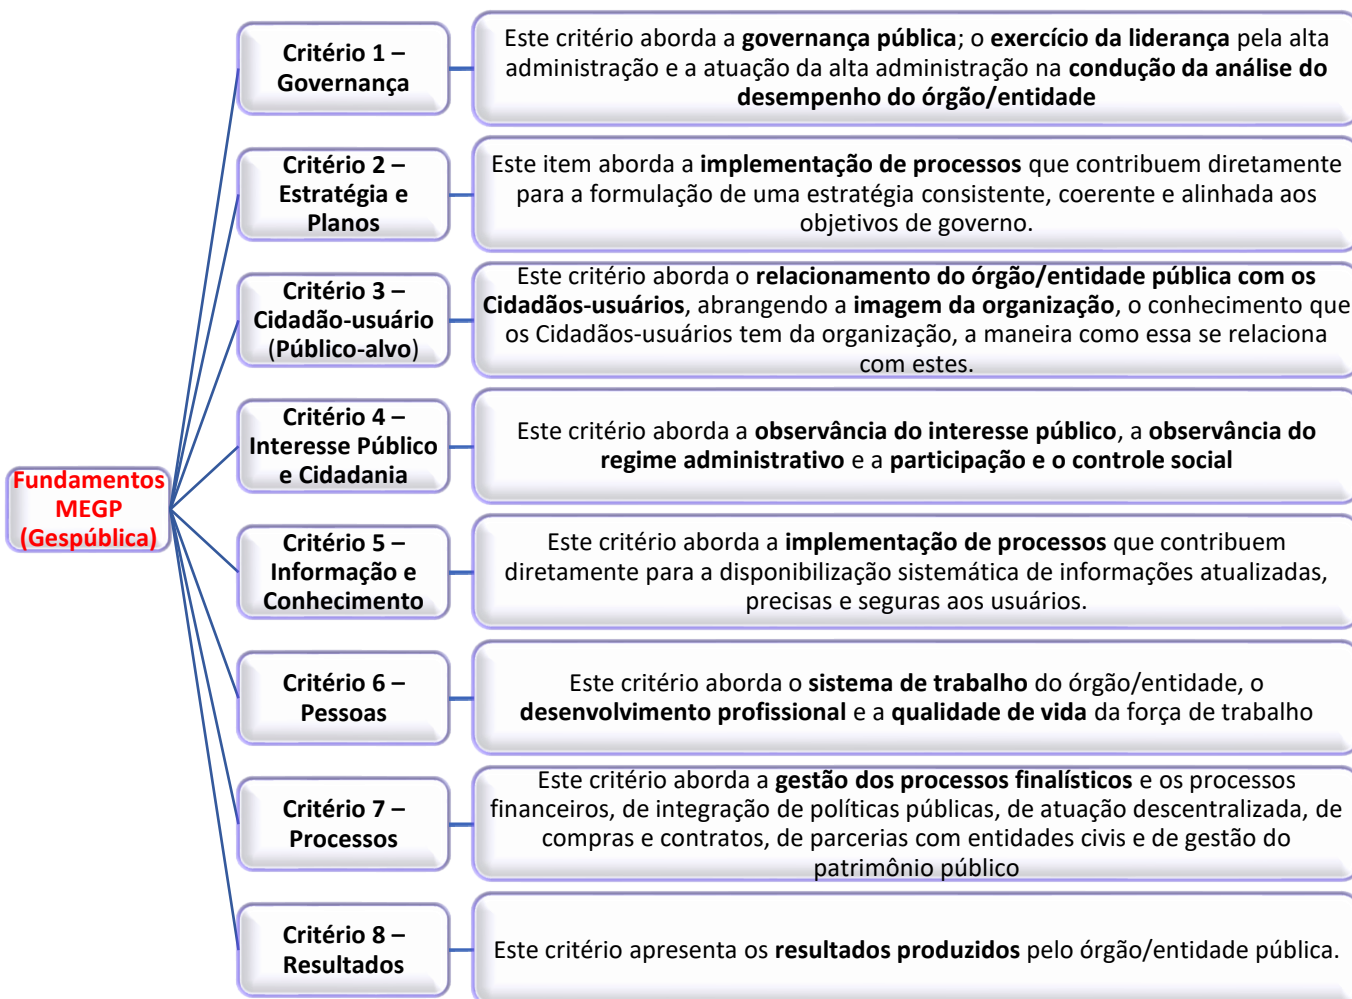 Critério 1 –
Governança
Este critério aborda a governança pública; o exercício da liderança pela alta
administração e a atuação da alta administração na condução da análise do
desempenho do órgão/entidade
Critério 2 –
Estratégia e
Planos
Este item aborda a implementação de processos que contribuem diretamente
para a formulação de uma estratégia consistente, coerente e alinhada aos
objetivos de governo.
Critério 3 –
Cidadão-usuário
(Público-alvo)
Este critério aborda o relacionamento do órgão/entidade pública com os
Cidadãos-usuários, abrangendo a imagem da organização, o conhecimento que
os Cidadãos-usuários tem da organização, a maneira como essa se relaciona
com estes.
Critério 4 –
Interesse Público
e Cidadania
Este critério aborda a observância do interesse público, a observância do
regime administrativo e a participação e o controle social
Fundamentos
MEGP
(Gespública)
Critério 5 –
Informação e
Conhecimento
Este critério aborda a implementação de processos que contribuem
diretamente para a disponibilização sistemática de informações atualizadas,
precisas e seguras aos usuários.
Critério 6 –
Pessoas
Este critério aborda o sistema de trabalho do órgão/entidade, o
desenvolvimento profissional e a qualidade de vida da força de trabalho
Critério 7 –
Processos
Este critério aborda a gestão dos processos finalísticos e os processos
financeiros, de integração de políticas públicas, de atuação descentralizada, de
compras e contratos, de parcerias com entidades civis e de gestão do
patrimônio público
Critério 8 –
Resultados
Este critério apresenta os resultados produzidos pelo órgão/entidade pública.